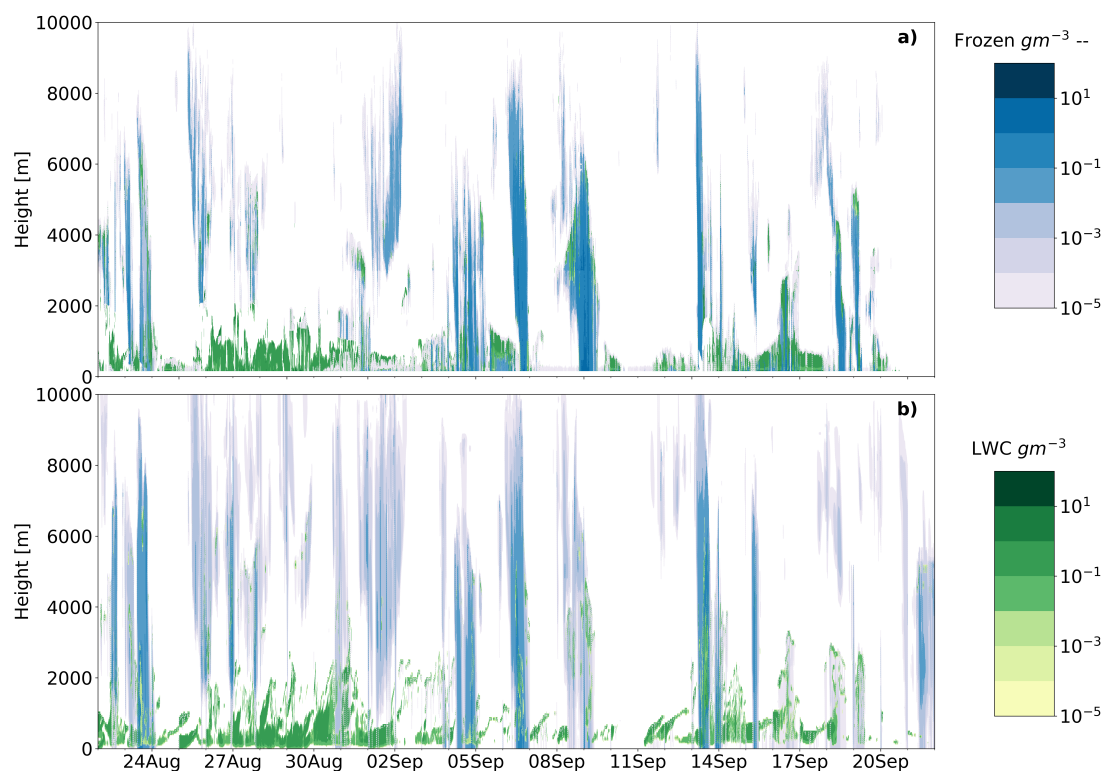 a)
10000
8000
6000
4000
2000
0
Height [m]
Frozen gm⁻³ --
10¹
10⁻¹
10⁻³
10⁻⁵
b)
10000
8000
6000
4000
2000
0
Height [m]
24Aug 27Aug 30Aug 02Sep 05Sep 08Sep 11Sep 14Sep 17Sep 20Sep
LWC gm⁻³
10¹
10⁻¹
10⁻³
10⁻⁵